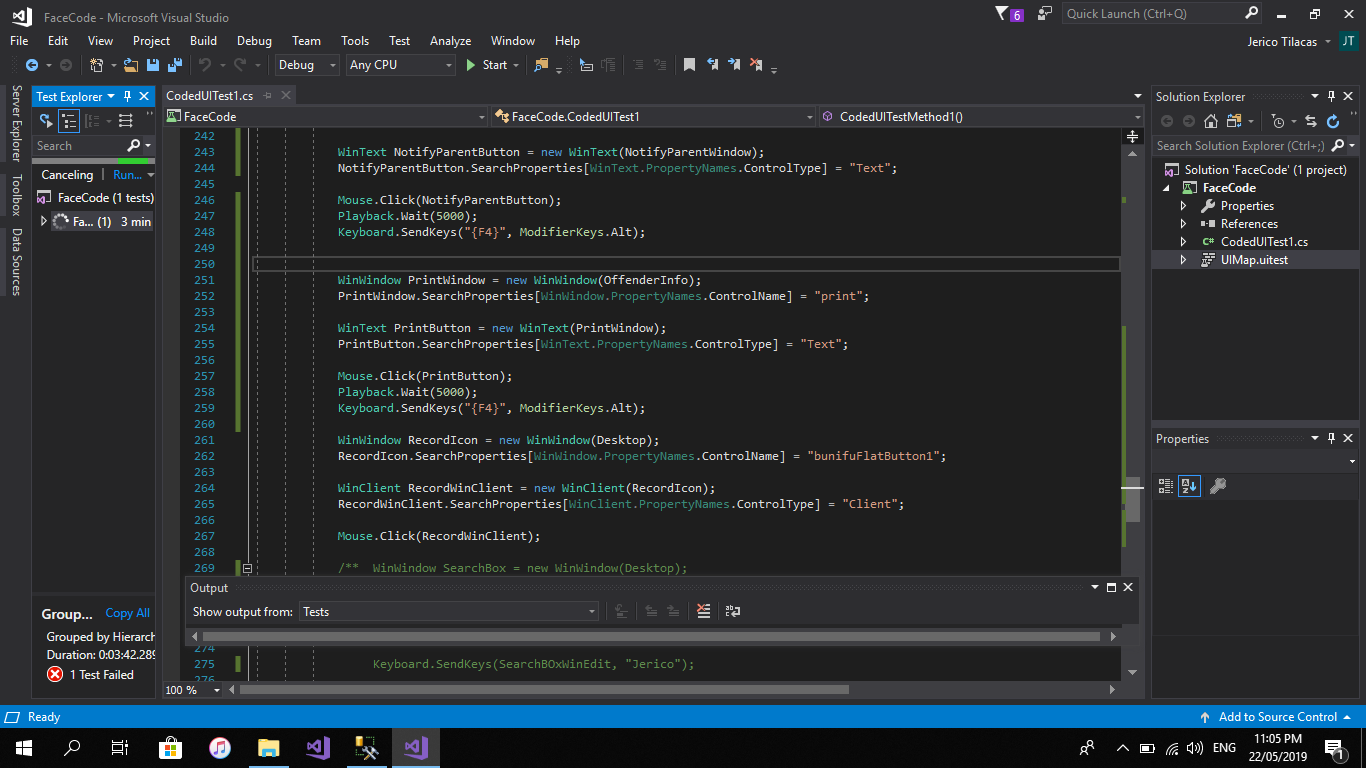 FaceCode - Microsoft Visual Studio
6
Quick Launch (Ctrl+Q)
File Edit View Project Build Debug Team Tools Test Analyze Window Help
Jerico Tilacas JT
Debug Any CPU Start
Server Explorer
Toolbox
Data Sources
Test Explorer
Search
Canceling Run...
FaceCode (1 tests)
Fa... (1) 3 min
Group... Copy All
Grouped by Hierarch
Duration: 0:03:42.289
1 Test Failed
CodedUITest1.cs
FaceCode FaceCode.CodedUITest1 CodedUITestMethod1()
242
243 WinText NotifyParentButton = new WinText(NotifyParentWindow);
244 NotifyParentButton.SearchProperties[WinText.PropertyNames.ControlType] = "Text";
245
246 Mouse.Click(NotifyParentButton);
247 Playback.Wait(5000);
248 Keyboard.SendKeys("{F4}", ModifierKeys.Alt);
249
250
251 WinWindow PrintWindow = new WinWindow(OffenderInfo);
252 PrintWindow.SearchProperties[WinWindow.PropertyNames.ControlName] = "print";
253
254 WinText PrintButton = new WinText(PrintWindow);
255 PrintButton.SearchProperties[WinText.PropertyNames.ControlType] = "Text";
256
257 Mouse.Click(PrintButton);
258 Playback.Wait(5000);
259 Keyboard.SendKeys("{F4}", ModifierKeys.Alt);
260
261 WinWindow RecordIcon = new WinWindow(Desktop);
262 RecordIcon.SearchProperties[WinWindow.PropertyNames.ControlName] = "bunifuFlatButton1";
263
264 WinClient RecordWinClient = new WinClient(RecordIcon);
265 RecordWinClient.SearchProperties[WinClient.PropertyNames.ControlType] = "Client";
266
267 Mouse.Click(RecordWinClient);
268
269 /** WinWindow SearchBox = new WinWindow(Desktop);
Output
Show output from: Tests
274
275 Keyboard.SendKeys(SearchBOxWinEdit, "Jerico");
276
100 %
Solution Explorer
Search Solution Explorer (Ctrl+;)
Solution 'FaceCode' (1 project)
FaceCode
Properties
References
C# CodedUITest1.cs
UIMap.uitest
Properties
Ready
Add to Source Control
ENG
11:05 PM
22/05/2019
1